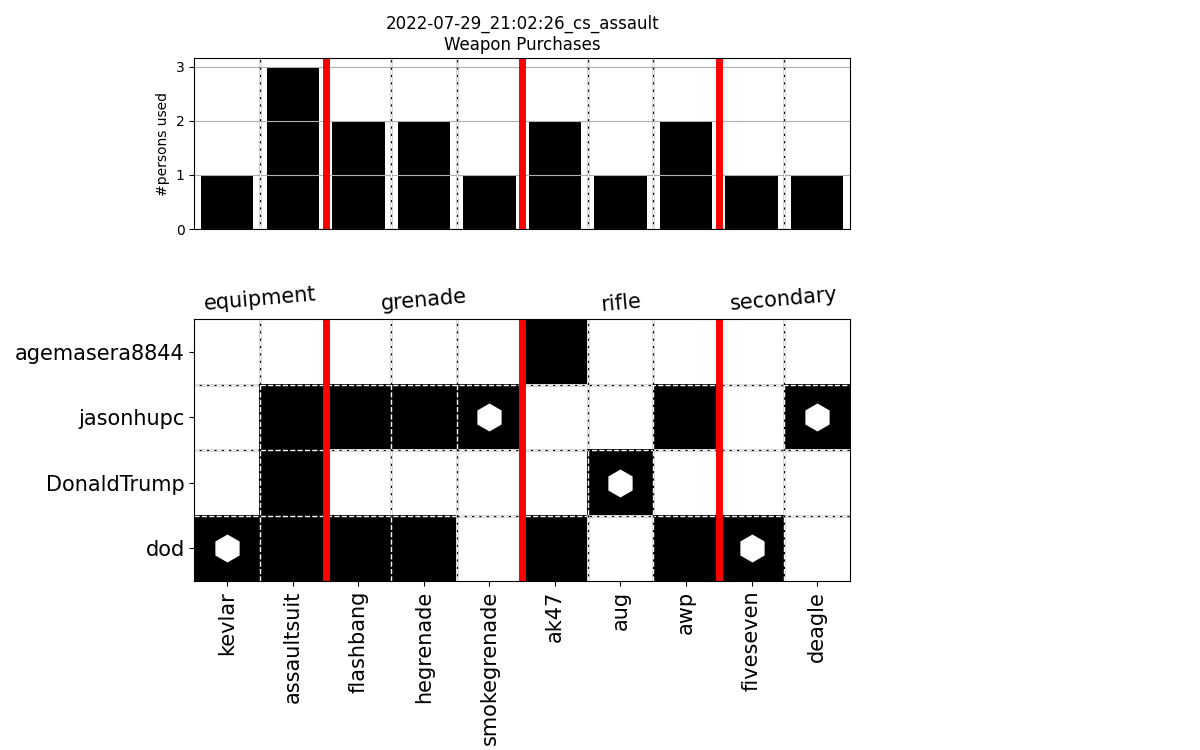 2022-07-29_21:02:26_cs_assault
Weapon Purchases
#persons used
3
2
1
0
equipment grenade rifle secondary
agemasera8844
jasonhupc
DonaldTrump
dod
kevlar assaultsuit flashbang hegrenade smokegrenade ak47 aug awp fiveseven deagle